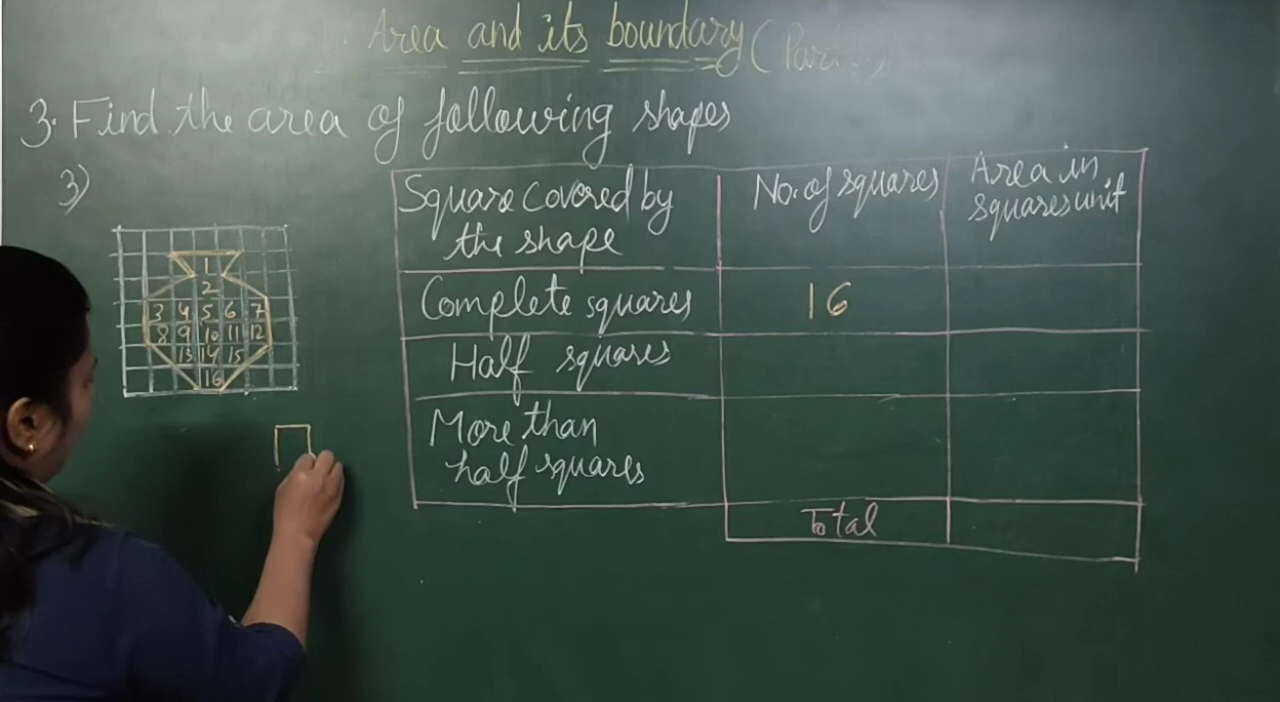 Area and its boundary (Part
3. Find the area of following shapes
3)
Square covered by the shape
No. of squares
Area in squares unit
1
2
3 4 5 6 7
8 9 10 11 12
13 14 15
16
Complete squares
16
Half squares
More than half squares
Total